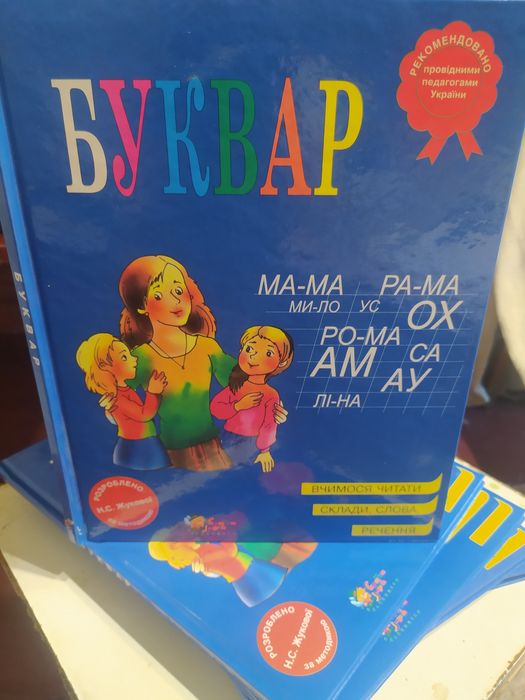 БУКВАР
РЕКОМЕНДОВАНО
провідними
педагогами
України
БУКВАР
МА-МА РА-МА
МИ-ЛО УС ОХ
РО-МА
АМ СА
АУ
ЛІ-НА
ВЧИМОСЯ ЧИТАТИ
СКЛАДИ, СЛОВА,
РЕЧЕННЯ
РОЗРОБЛЕНО
Н.С. Жукової
за методикою
РОЗРОБЛЕНО
Н.С. Жукової
за методикою